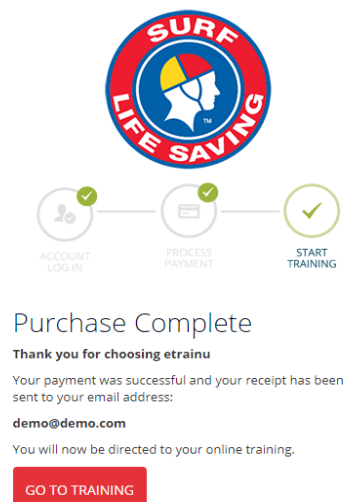 SURF
LIFE SAVING
TM
ACCOUNT
LOG IN
PROCESS
PAYMENT
START
TRAINING
Purchase Complete
Thank you for choosing etrainu
Your payment was successful and your receipt has been
sent to your email address:
demo@demo.com
You will now be directed to your online training.
GO TO TRAINING